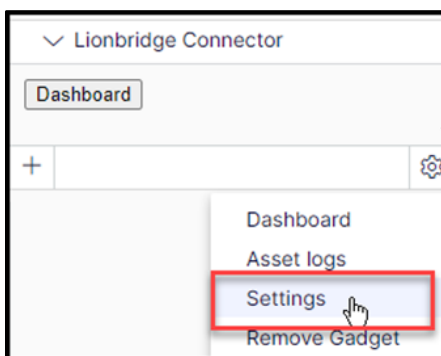 Lionbridge Connector
Dashboard
Dashboard
Asset logs
Settings
Remove Gadget